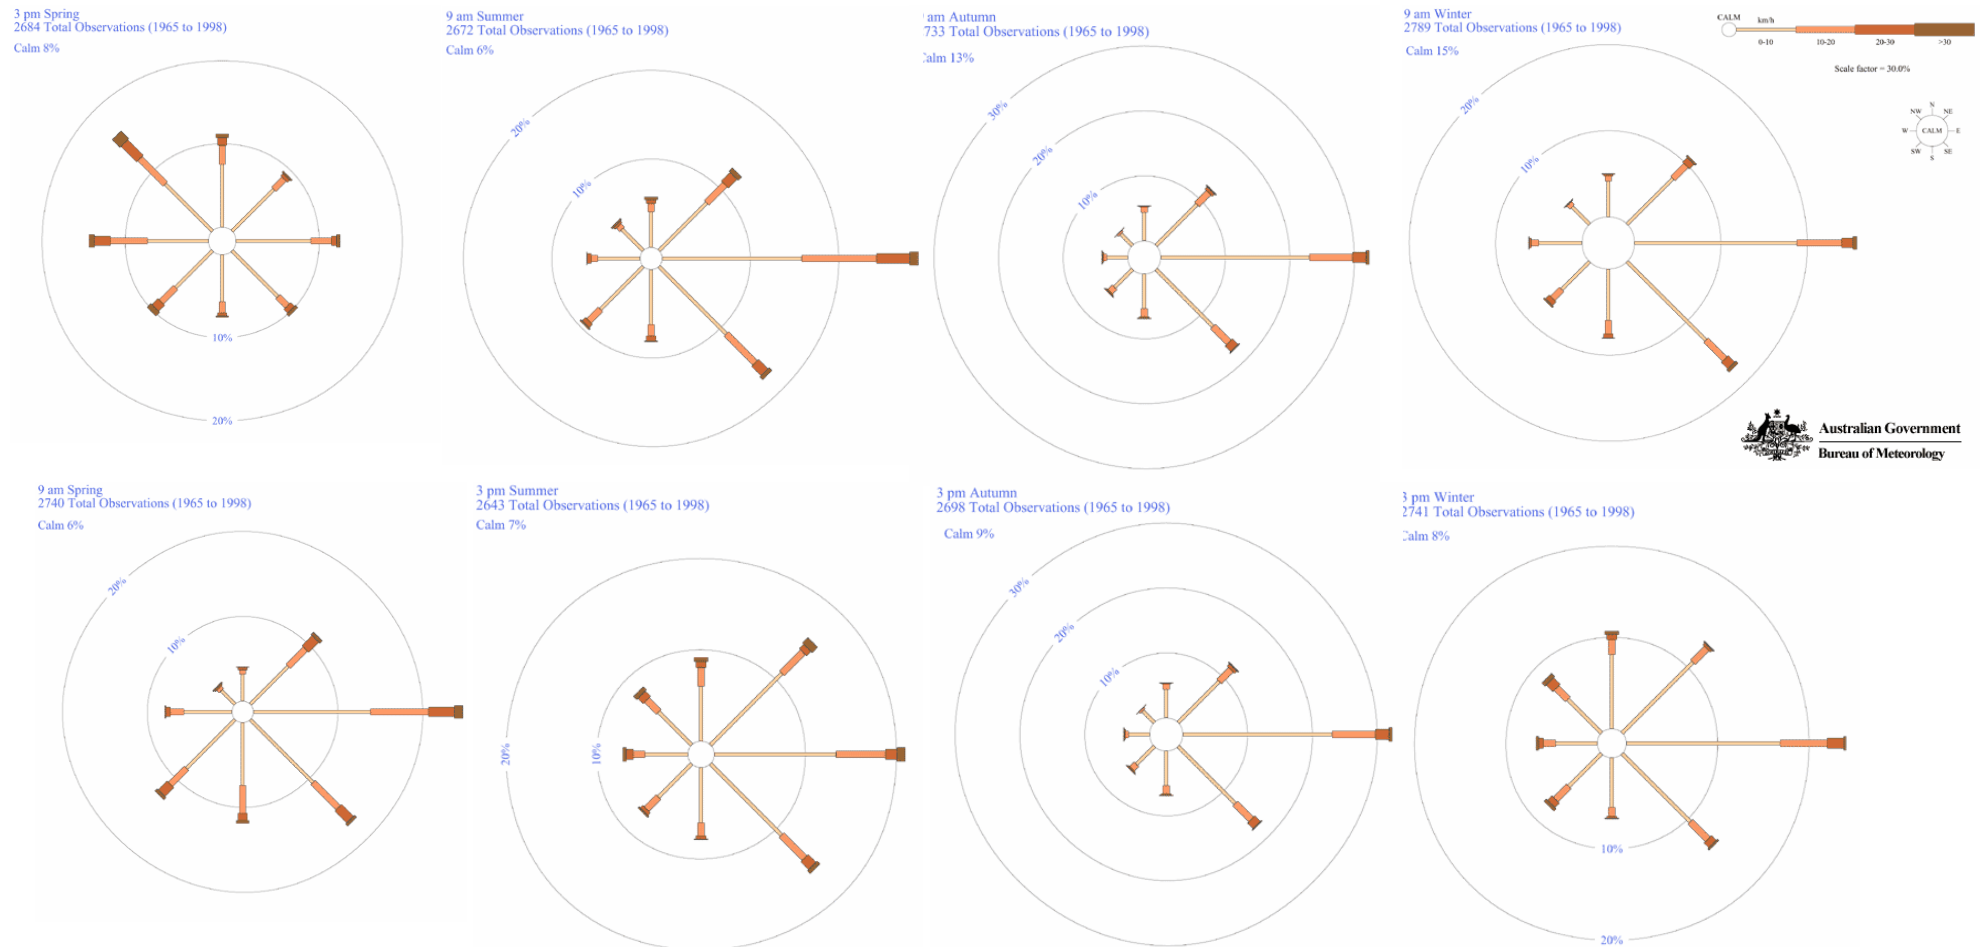 3 pm Spring
2684 Total Observations (1965 to 1998)
Calm 8%
10%
20%
9 am Summer
2672 Total Observations (1965 to 1998)
Calm 6%
20%
10%
am Autumn
733 Total Observations (1965 to 1998)
Calm 13%
30%
20%
10%
9 am Winter
2789 Total Observations (1965 to 1998)
Calm 15%
20%
10%
CALM km/h
0-10 10-20 20-30 >30
Scale factor = 30.0%
N
NW NE
W CALM E
SW SE
S
Australian Government
Bureau of Meteorology
9 am Spring
2740 Total Observations (1965 to 1998)
Calm 6%
20%
10%
3 pm Summer
2643 Total Observations (1965 to 1998)
Calm 7%
20%
10%
3 pm Autumn
2698 Total Observations (1965 to 1998)
Calm 9%
30%
20%
10%
3 pm Winter
2741 Total Observations (1965 to 1998)
Calm 8%
10%
20%